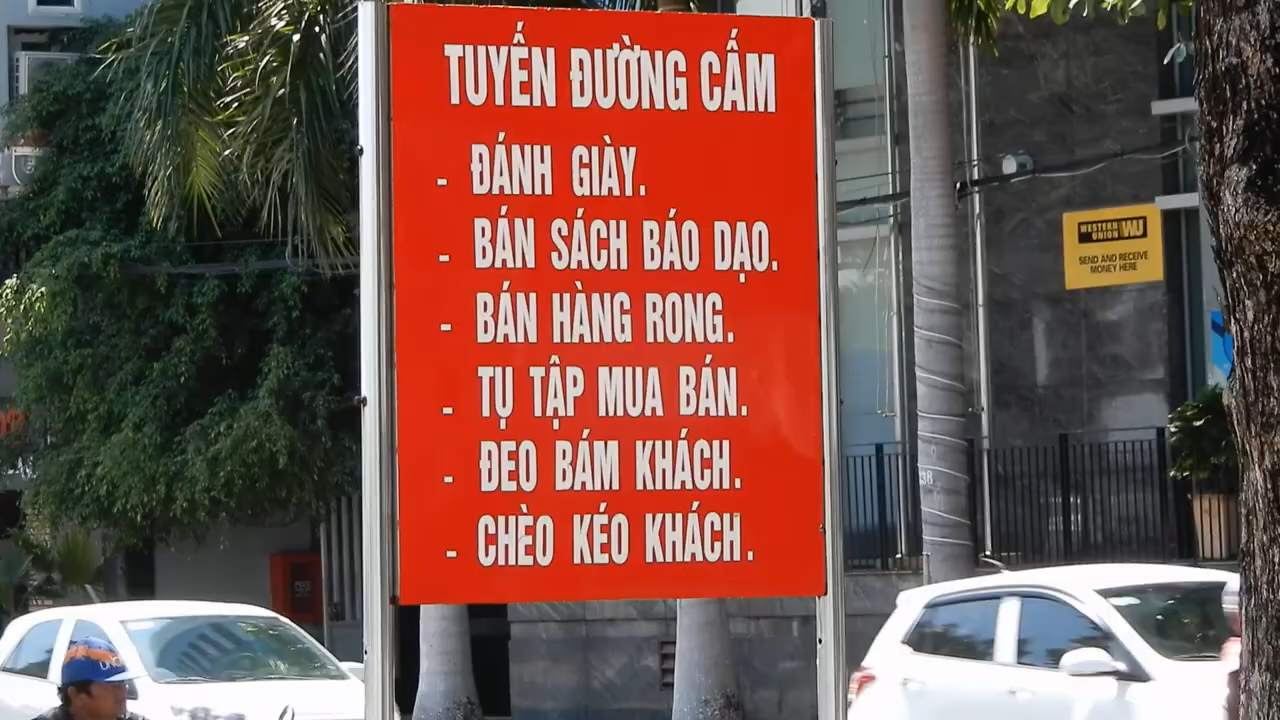 TUYẾN ĐƯỜNG CẤM
- ĐÁNH GIÀY.
- BÁN SÁCH BÁO DẠO.
- BÁN HÀNG RONG.
- TỤ TẬP MUA BÁN.
- ĐEO BÁM KHÁCH.
- CHÈO KÉO KHÁCH.
WESTERN UNION WU
SEND AND RECEIVE
MONEY HERE